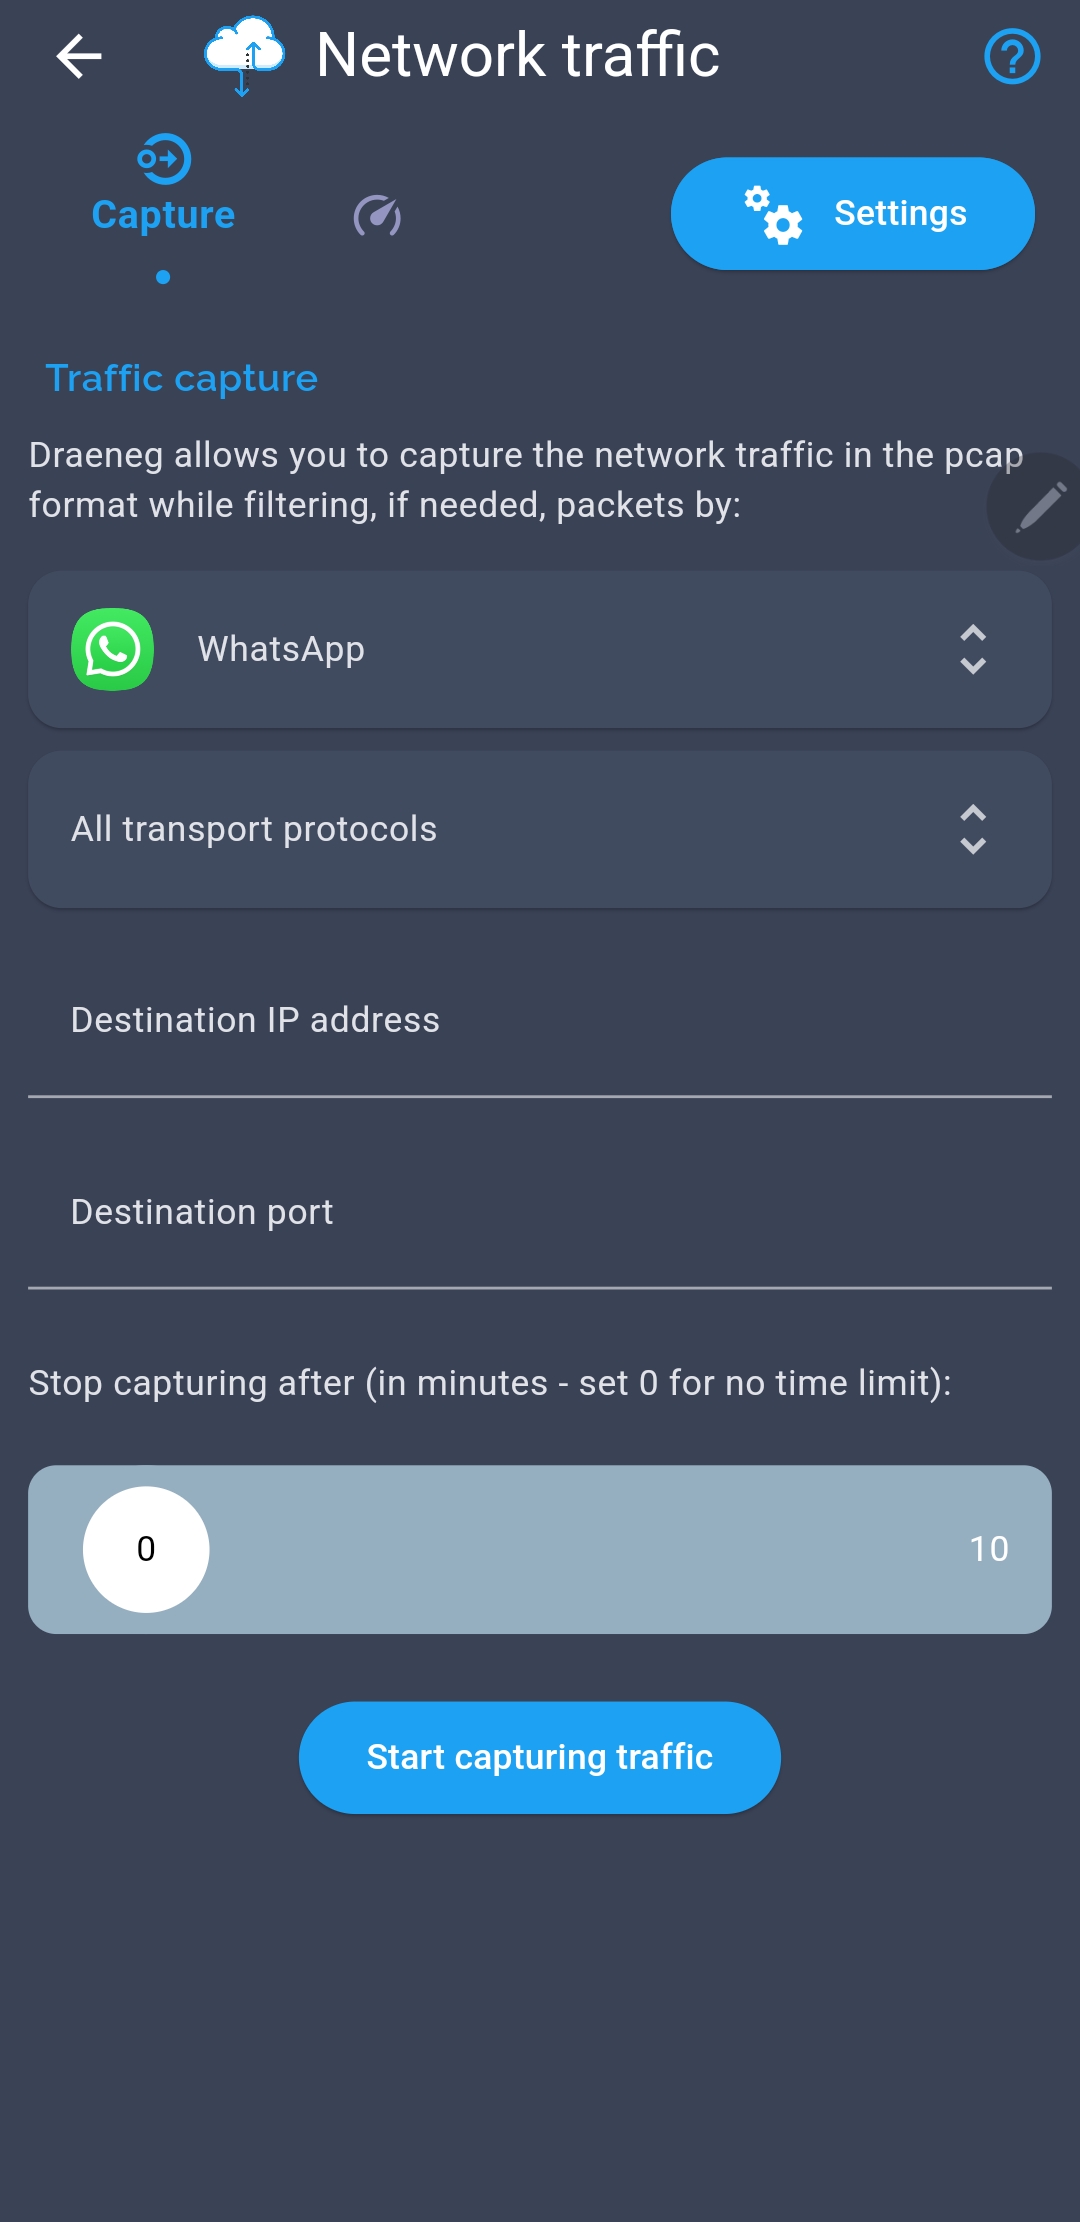 Network traffic
Capture
Settings
Traffic capture
Draeneg allows you to capture the network traffic in the pcap
format while filtering, if needed, packets by:
WhatsApp
All transport protocols
Destination IP address
Destination port
Stop capturing after (in minutes - set 0 for no time limit):
0
10
Start capturing traffic